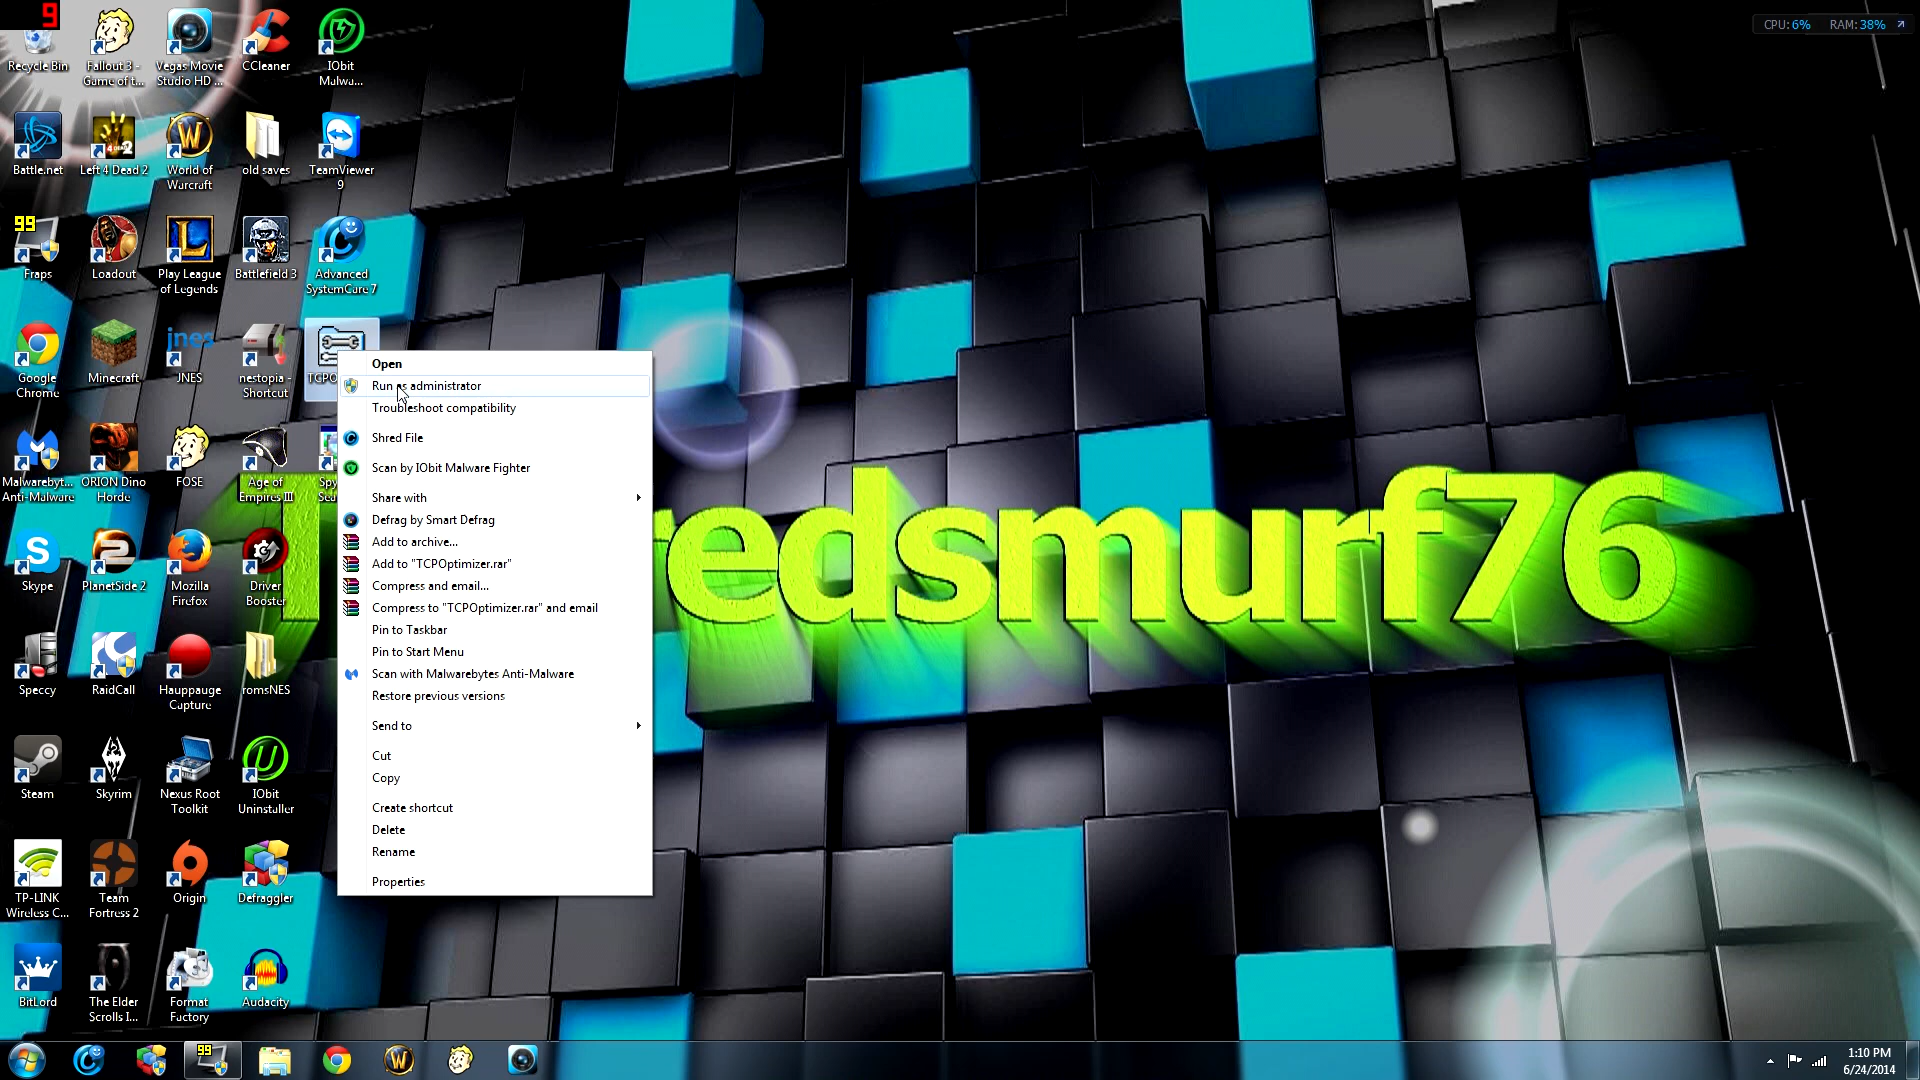 9
CPU: 6% RAM: 38%
Recycle Bin
Fallout 3 -
Game of t...
Vegas Movie
Studio HD ...
CCleaner
IObit
Malwa...
Battle.net
Left 4 Dead 2
World of
Warcraft
old saves
TeamViewer
9
99
Fraps
Loadout
Play League
of Legends
Battlefield 3
Advanced
SystemCare 7
Google
Chrome
Minecraft
jnes
JNES
nestopia -
Shortcut
TCPO
Malwarebyt...
Anti-Malware
ORION Dino
Horde
FOSE
Age of
Empires III
Spy
Sea
Skype
PlanetSide 2
Mozilla
Firefox
Driver
Booster
Speccy
RaidCall
Hauppauge
Capture
romsNES
Steam
Skyrim
Nexus Root
Toolkit
IObit
Uninstaller
TP-LINK
Wireless C...
Team
Fortress 2
Origin
Defraggler
BitLord
The Elder
Scrolls I...
Format
Factory
Audacity
Open
Run as administrator
Troubleshoot compatibility
Shred File
Scan by IObit Malware Fighter
Share with
Defrag by Smart Defrag
Add to archive...
Add to "TCPOptimizer.rar"
Compress and email...
Compress to "TCPOptimizer.rar" and email
Pin to Taskbar
Pin to Start Menu
Scan with Malwarebytes Anti-Malware
Restore previous versions
Send to
Cut
Copy
Create shortcut
Delete
Rename
Properties
redsmurf76
99
1:10 PM
6/24/2014